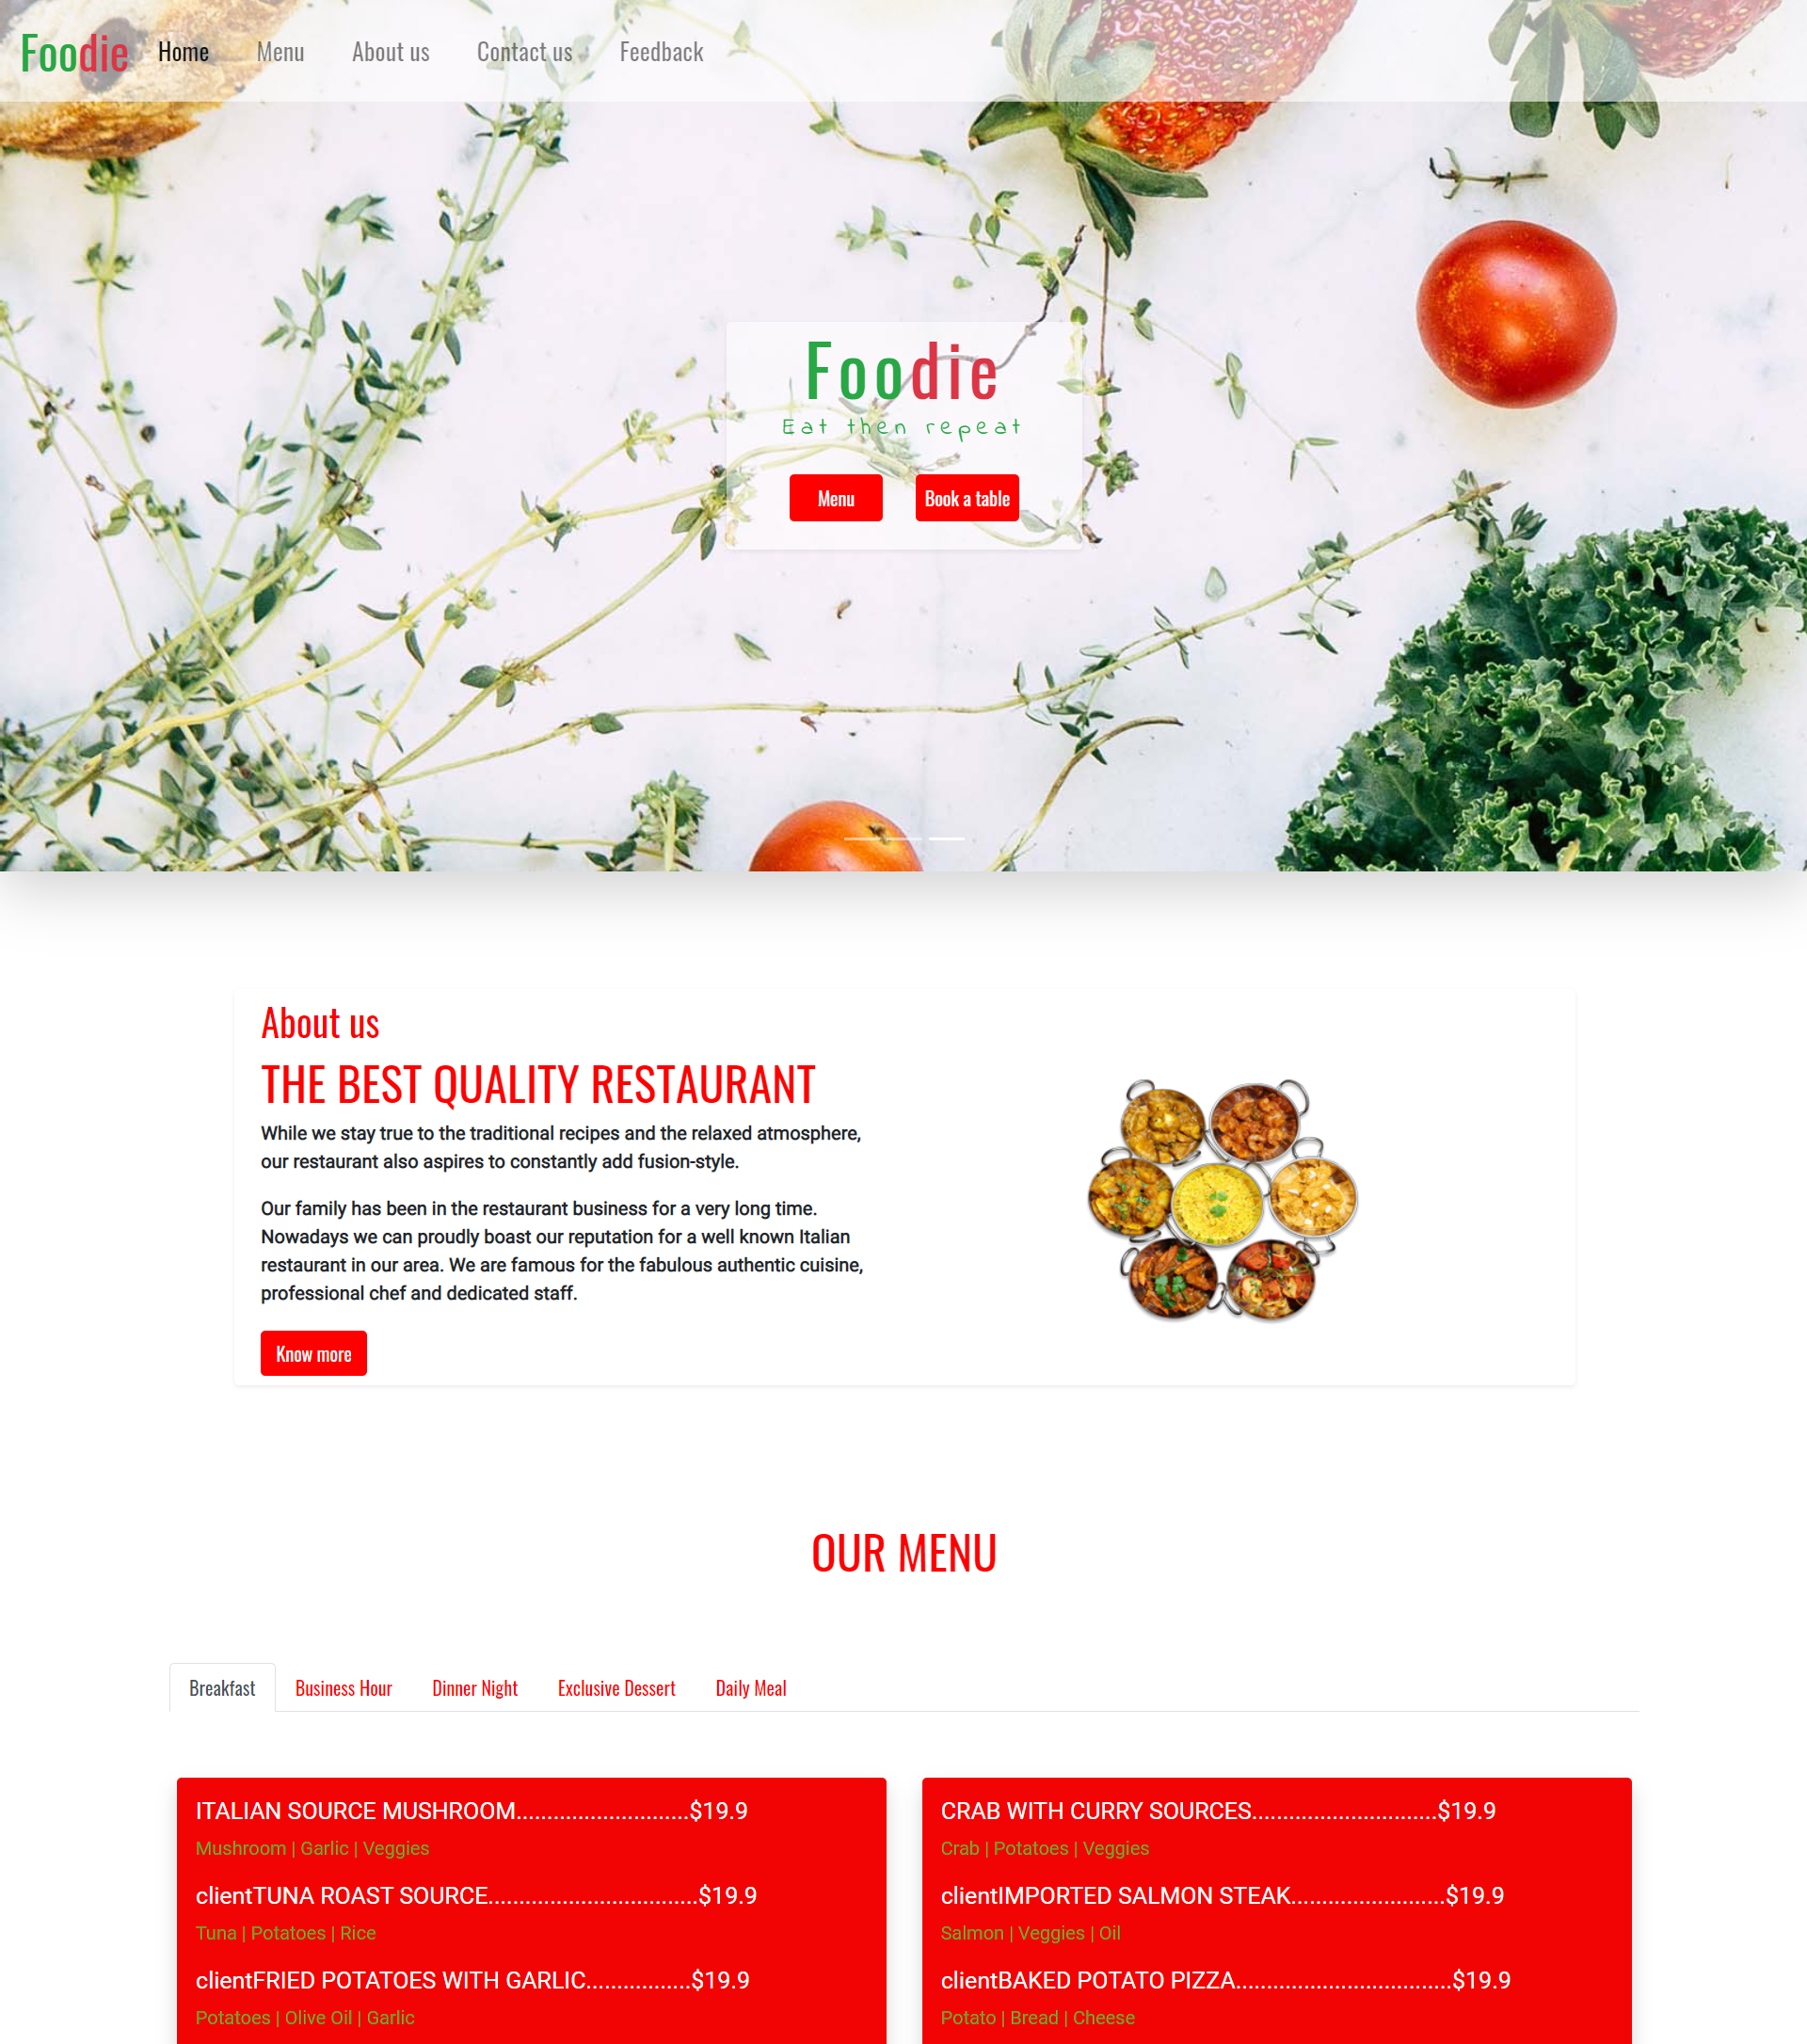 Foodie Home Menu About us Contact us Feedback
Foodie
Eat then repeat
Menu Book a table
About us
THE BEST QUALITY RESTAURANT
While we stay true to the traditional recipes and the relaxed atmosphere,
our restaurant also aspires to constantly add fusion-style.
Our family has been in the restaurant business for a very long time.
Nowadays we can proudly boast our reputation for a well known Italian
restaurant in our area. We are famous for the fabulous authentic cuisine,
professional chef and dedicated staff.
Know more
OUR MENU
Breakfast Business Hour Dinner Night Exclusive Dessert Daily Meal
ITALIAN SOURCE MUSHROOM............................$19.9
Mushroom | Garlic | Veggies
clientTUNA ROAST SOURCE..................................$19.9
Tuna | Potatoes | Rice
clientFRIED POTATOES WITH GARLIC.................$19.9
Potatoes | Olive Oil | Garlic
CRAB WITH CURRY SOURCES..............................$19.9
Crab | Potatoes | Veggies
clientIMPORTED SALMON STEAK.........................$19.9
Salmon | Veggies | Oil
clientBAKED POTATO PIZZA...................................$19.9
Potato | Bread | Cheese